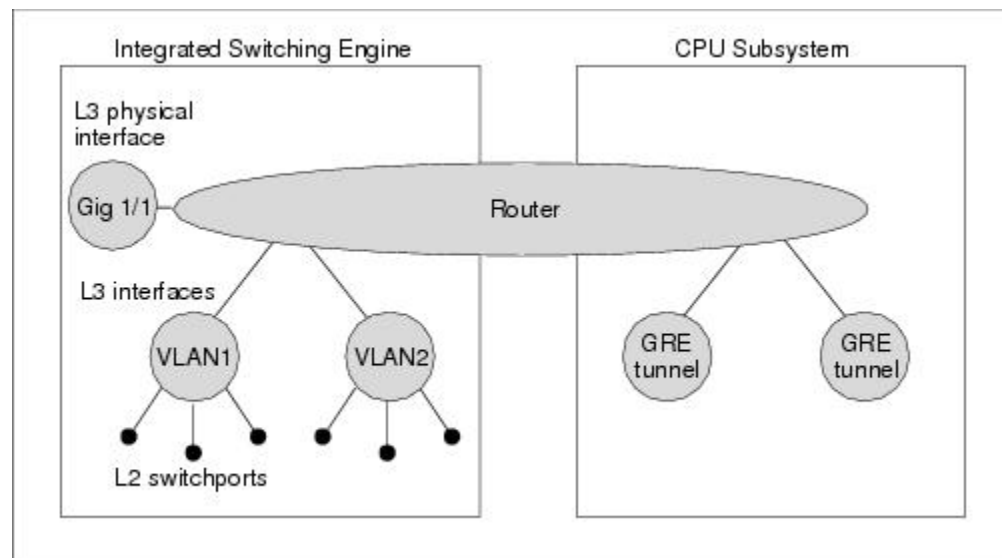 Integrated Switching Engine
CPU Subsystem
L3 physical
interface
Gig 1/1
Router
L3 interfaces
VLAN1
VLAN2
GRE
tunnel
GRE
tunnel
L2 switchports